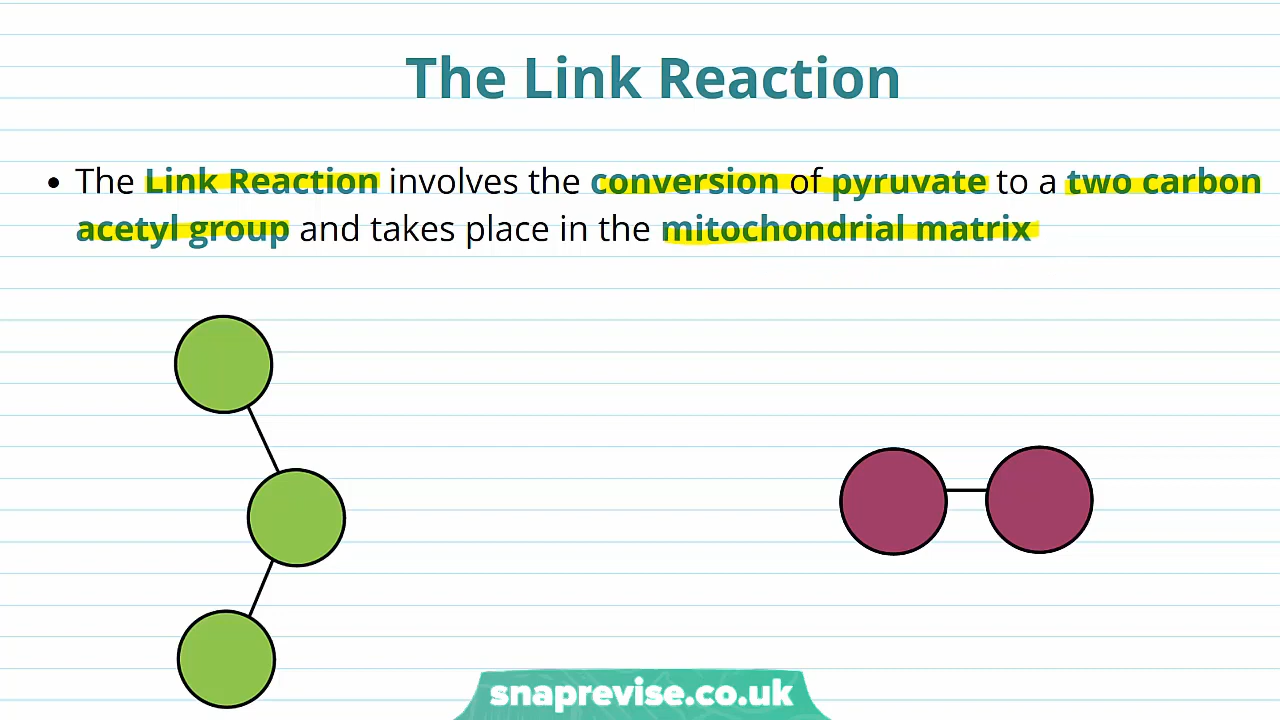 The Link Reaction
• The Link Reaction involves the conversion of pyruvate to a two carbon
acetyl group and takes place in the mitochondrial matrix
snaprevise.co.uk